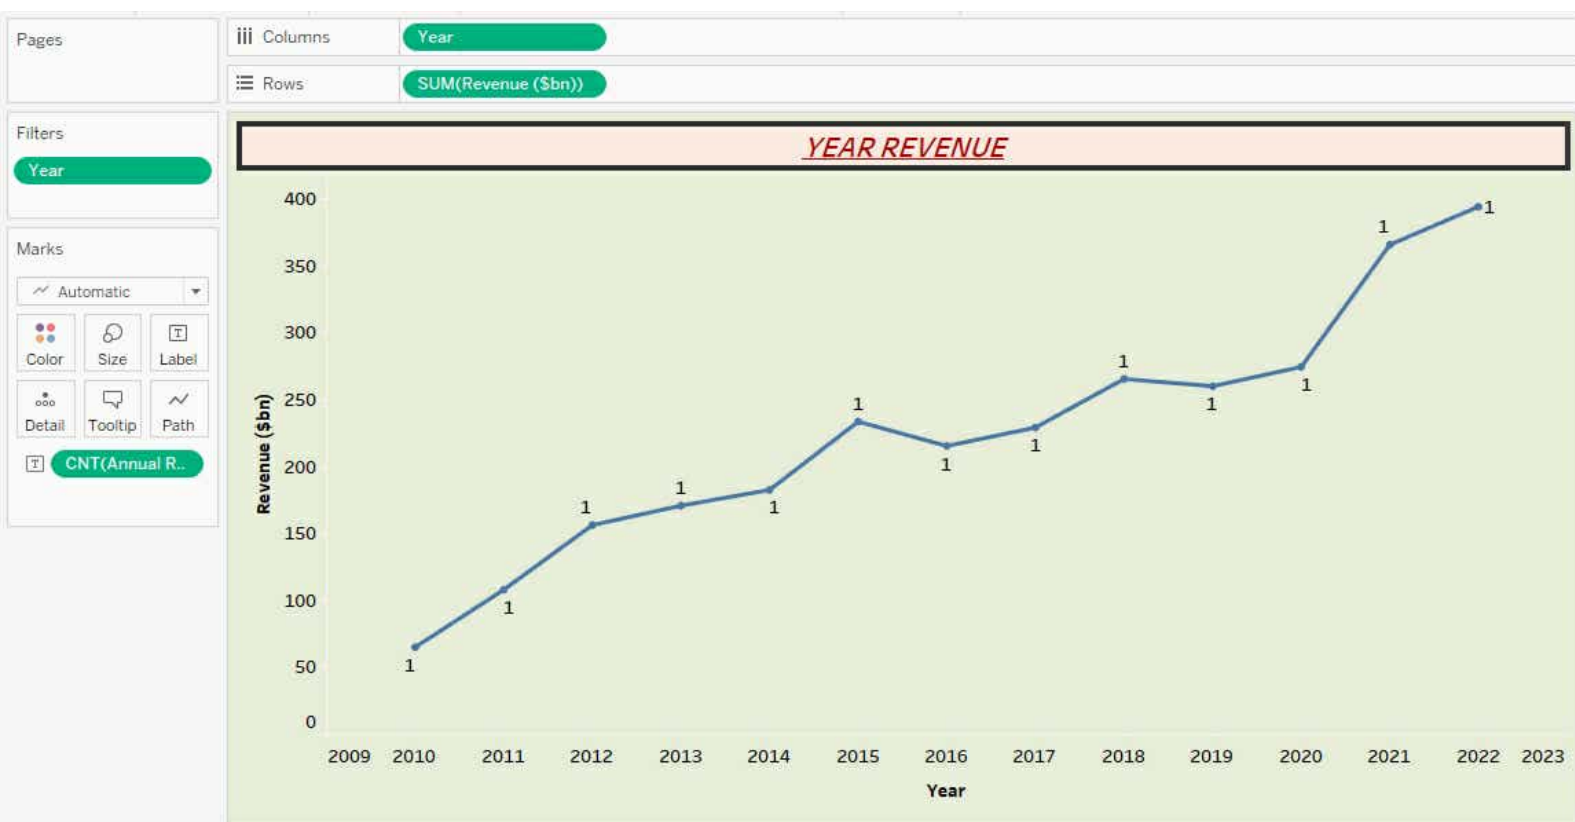 Pages
Columns Year
Rows SUM(Revenue ($bn))
Filters
Year
Marks
Automatic
Color Size Label
Detail Tooltip Path
T CNT(Annual R..
YEAR REVENUE
400
350
300
250
200
150
100
50
0
Revenue ($bn)
1 1 1 1 1 1 1 1 1 1 1 1 1
2009 2010 2011 2012 2013 2014 2015 2016 2017 2018 2019 2020 2021 2022 2023
Year